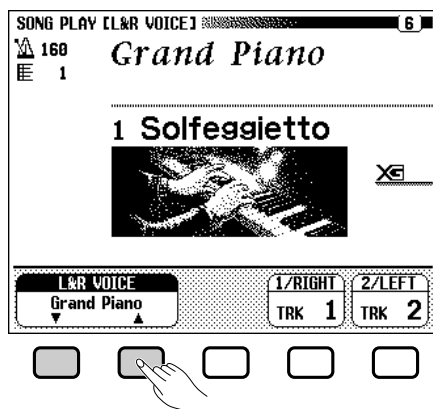 SONG PLAY [L&R VOICE] 6
160
1
Grand Piano
1 Solfeggietto
XG
L&R VOICE
Grand Piano
▼ ▲
1/RIGHT 2/LEFT
TRK 1 TRK 2